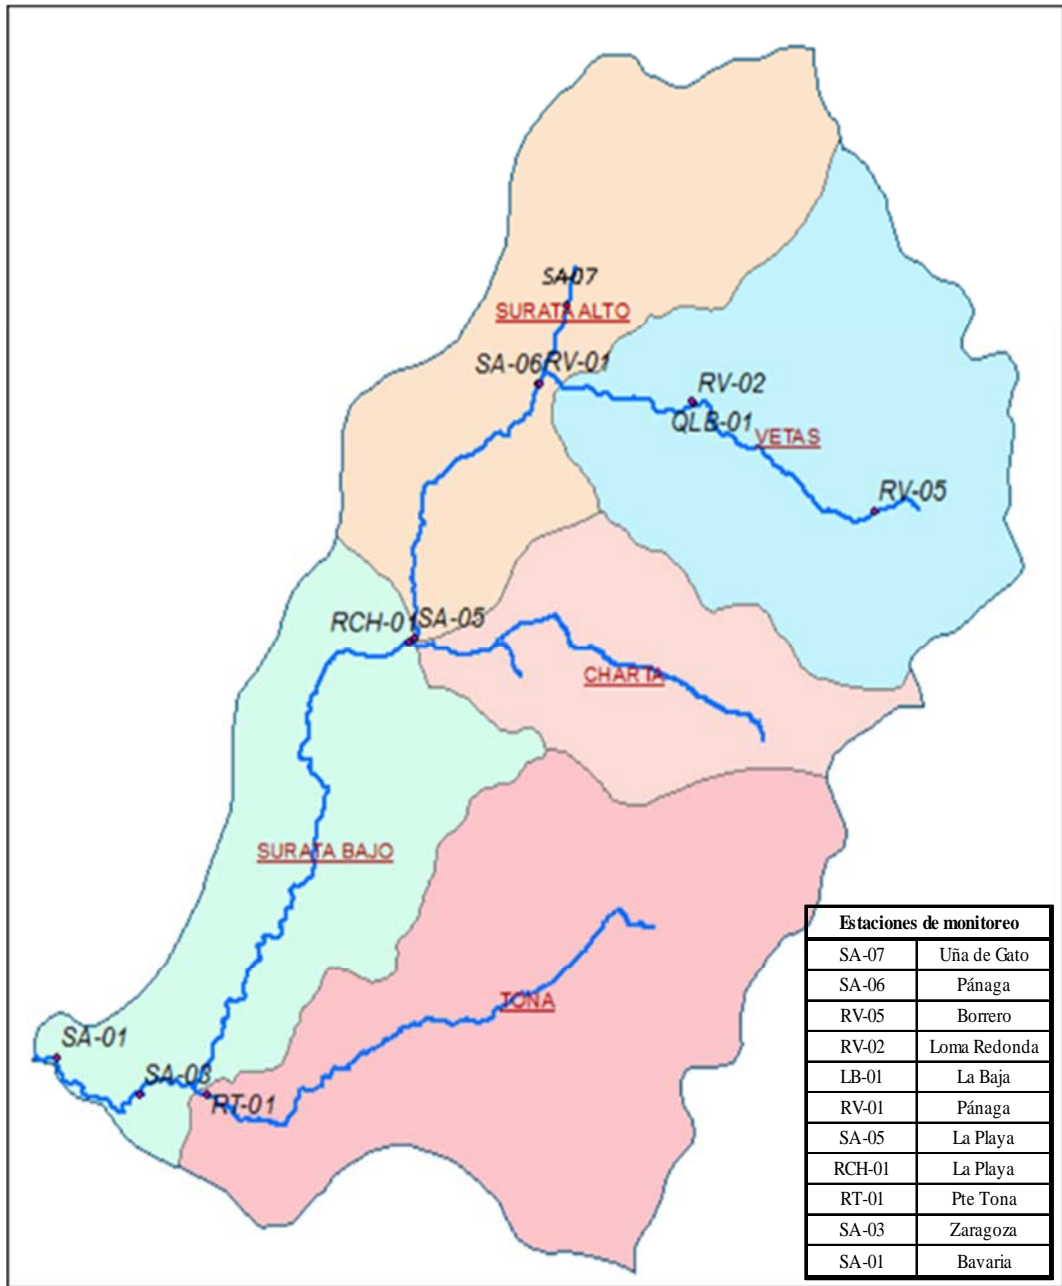 SA-07
SURATA ALTO
SA-06 RV-01
RV-02
QLB-01
VETAS
RV-05
RCH-01 SA-05
CHARTA
SURATA BAJO
TONA
SA-01
SA-03
RT-01
Estaciones de monitoreo
SA-07 Uña de Gato
SA-06 Pánaga
RV-05 Borrero
RV-02 Loma Redonda
LB-01 La Baja
RV-01 Pánaga
SA-05 La Playa
RCH-01 La Playa
RT-01 Pte Tona
SA-03 Zaragoza
SA-01 Bavaria